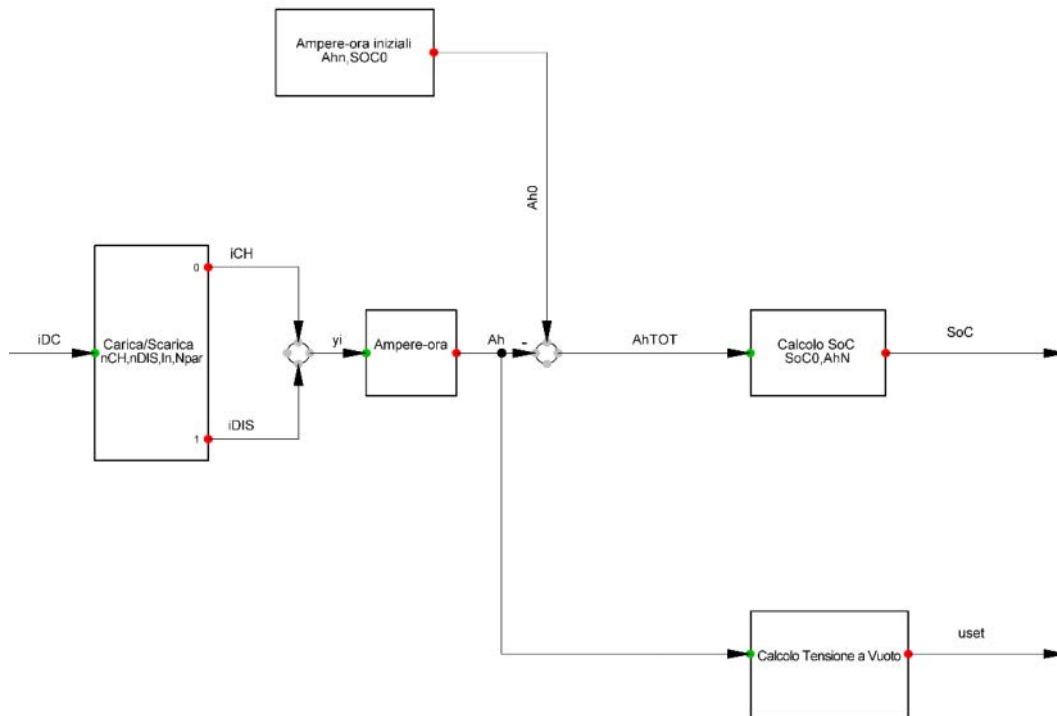 Ampere-ora iniziali
Ahn,SOC0
Ah0
iCH
0
iDC
Carica/Scarica
nCH,nDIS,In,Npar
yi
Ampere-ora
Ah
-
AhTOT
Calcolo SoC
SoC0,AhN
SoC
iDIS
1
Calcolo Tensione a Vuoto
uset